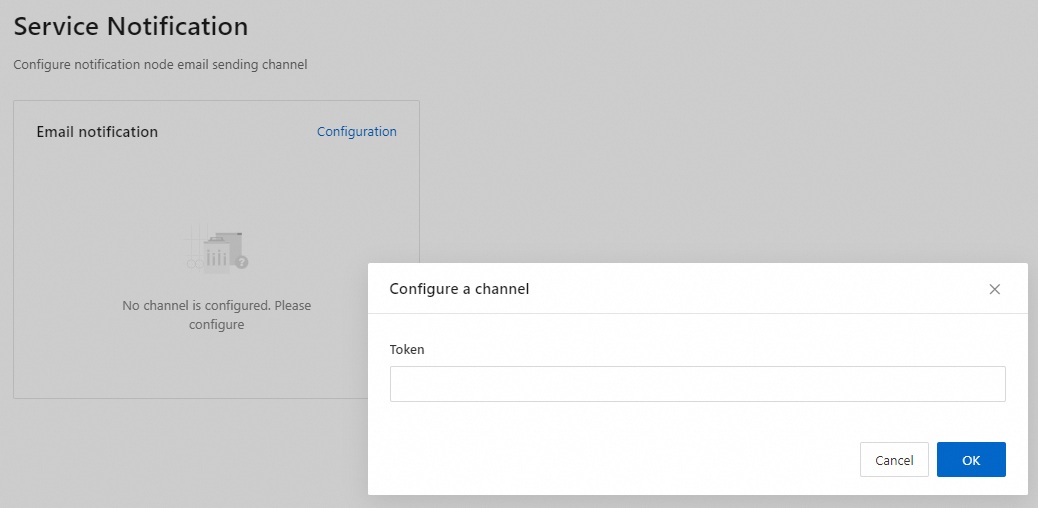 Service Notification
Configure notification node email sending channel
Email notification
Configuration
No channel is configured. Please
configure
Configure a channel
Token
Cancel
OK